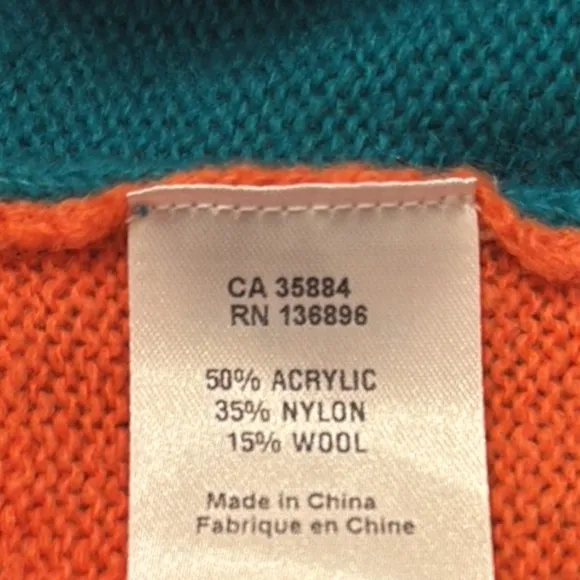 CA 35884
RN 136896
50% ACRYLIC
35% NYLON
15% WOOL
Made in China
Fabrique en Chine